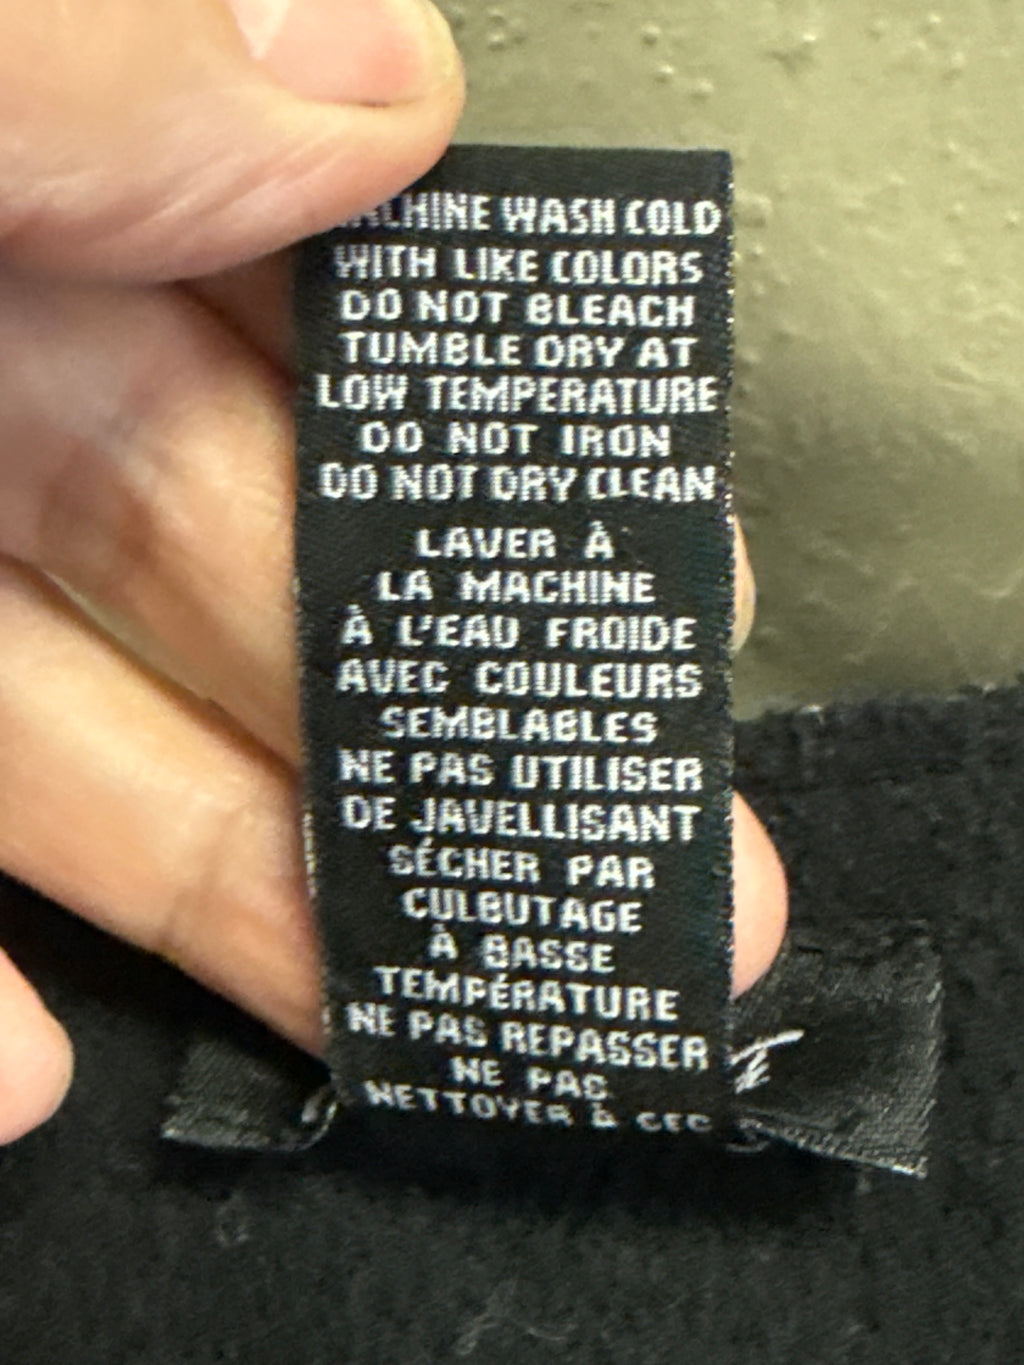 MACHINE WASH COLD
WITH LIKE COLORS
DO NOT BLEACH
TUMBLE DRY AT
LOW TEMPERATURE
DO NOT IRON
DO NOT DRY CLEAN
LAVER À
LA MACHINE
À L'EAU FROIDE
AVEC COULEURS
SEMBLABLES
NE PAS UTILISER
DE JAVELLISANT
SÉCHER PAR
CULBUTAGE
À BASSE
TEMPÉRATURE
NE PAS REPASSER
NE PAS
NETTOYER À SEC